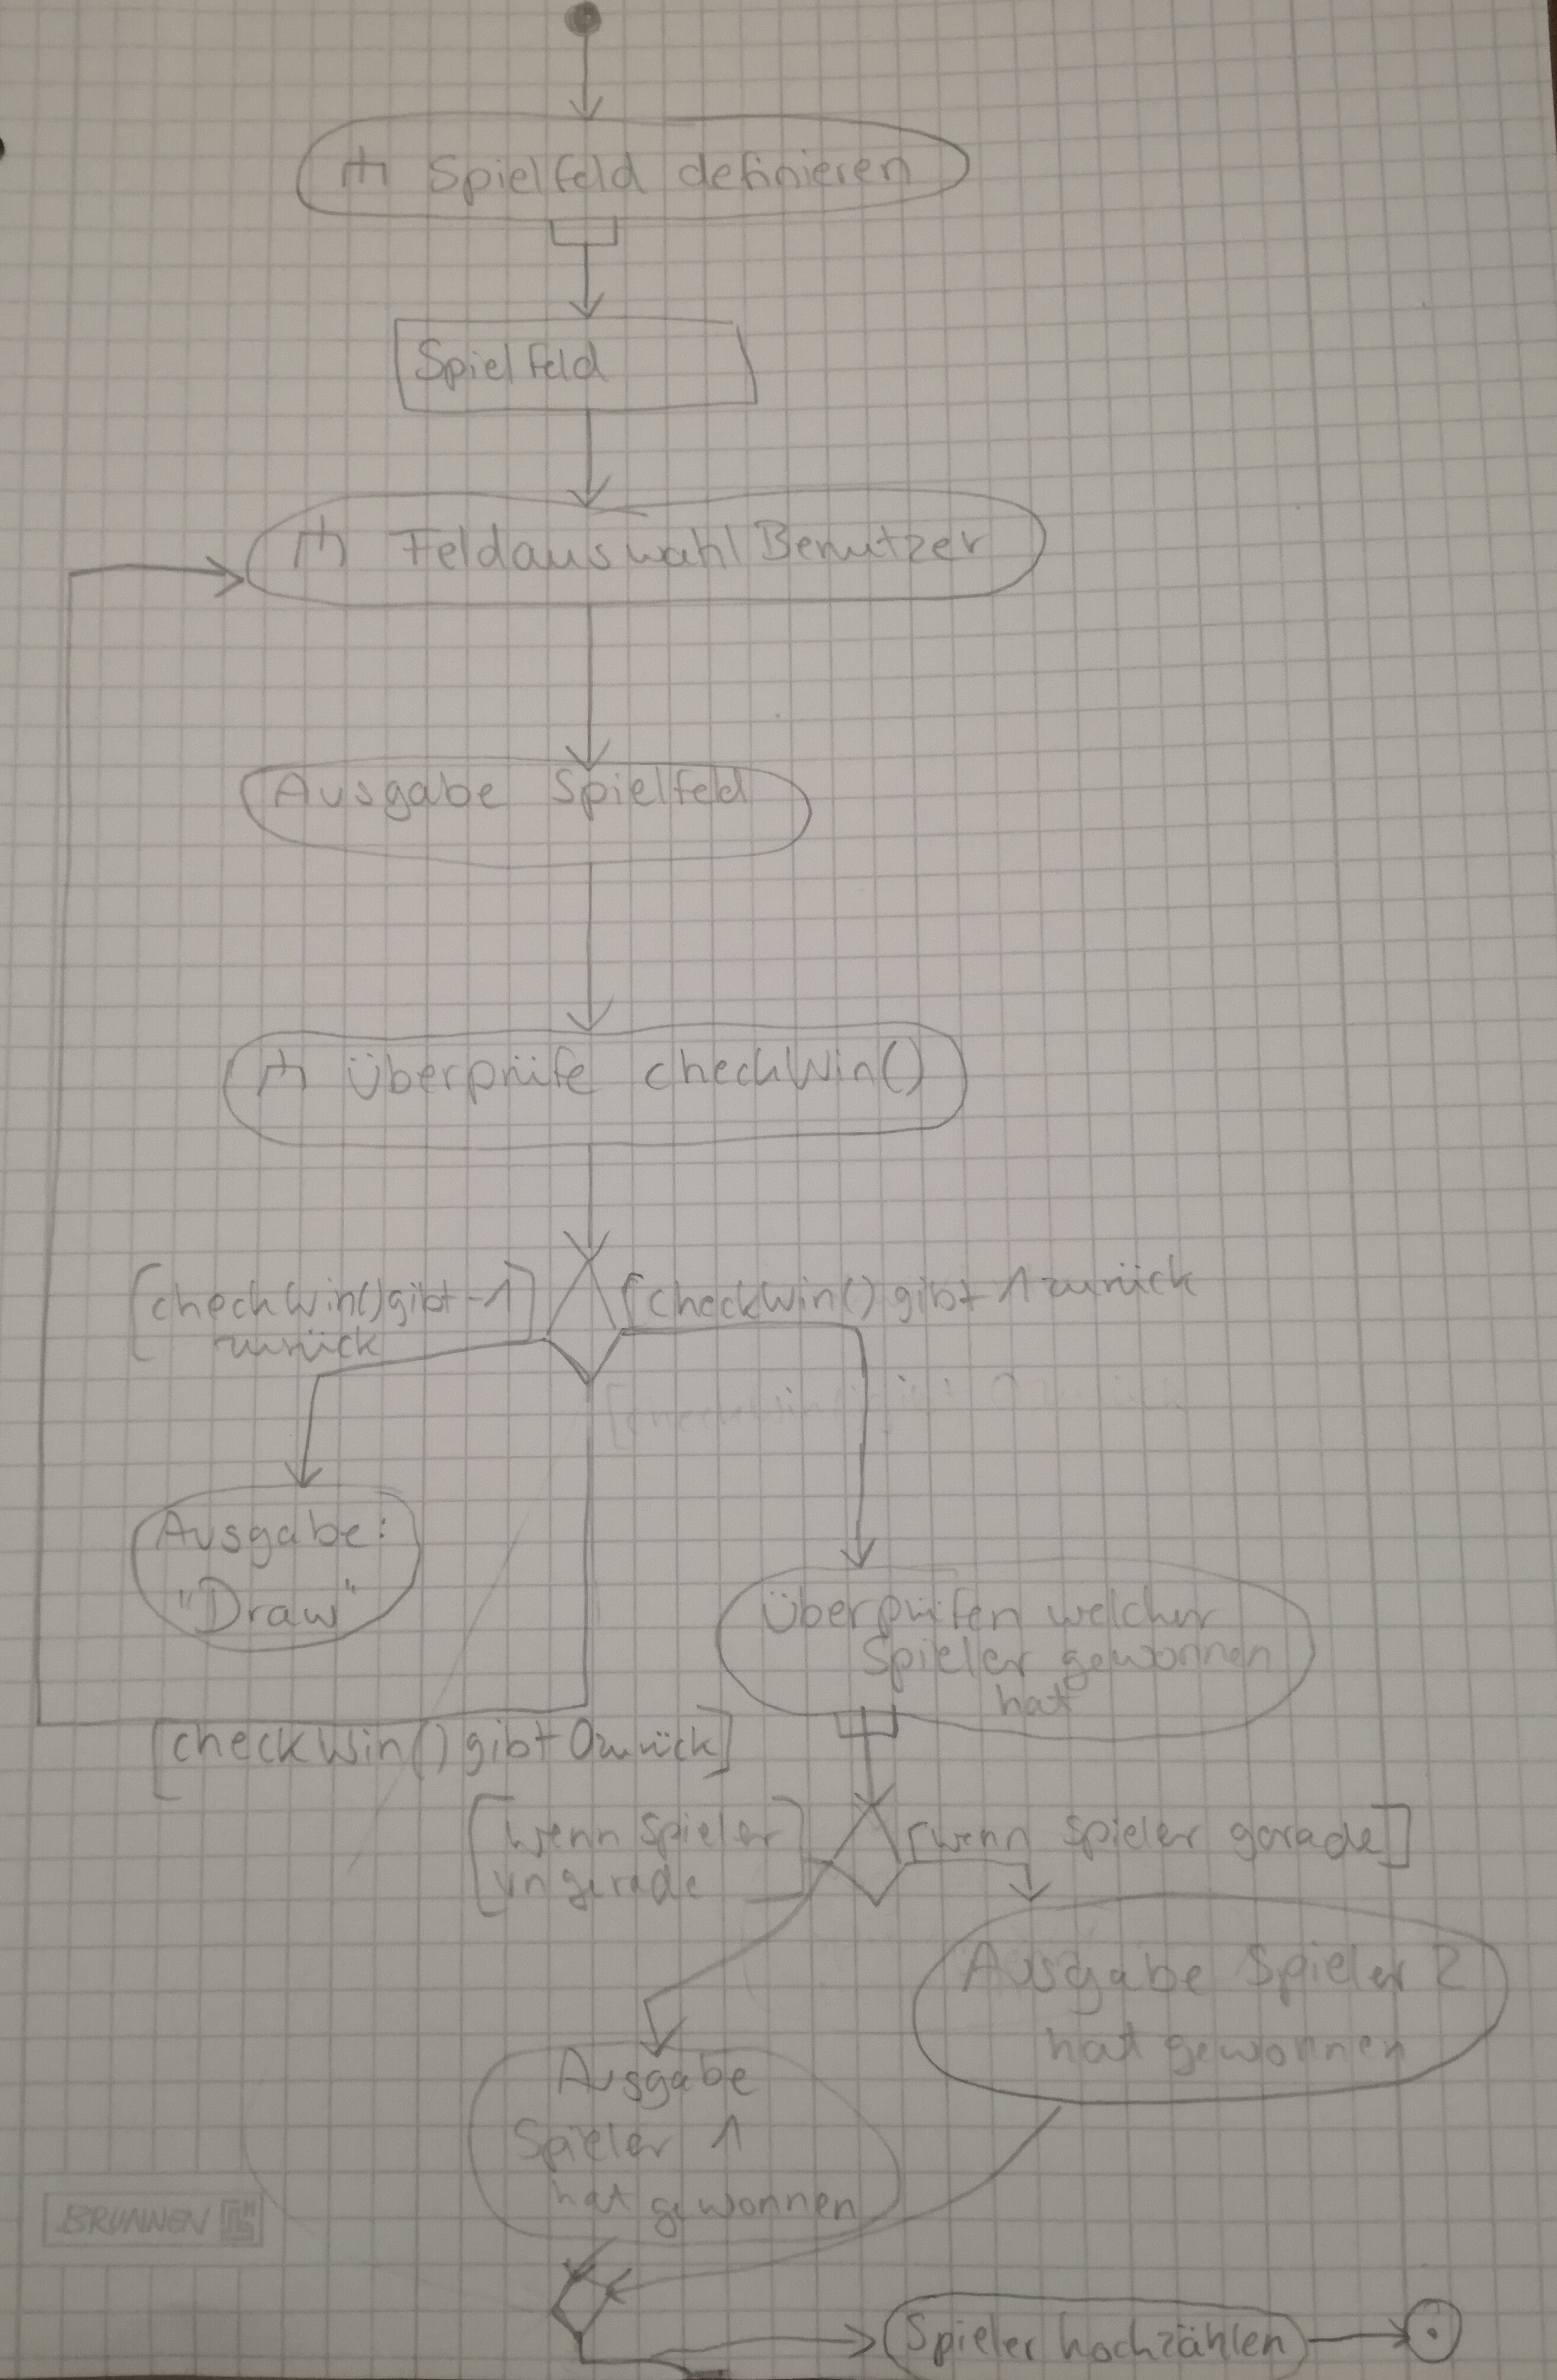 Spielfeld definieren
Spielfeld
Feldauswahl Benutzer
Ausgabe Spielfeld
Überprüfe checkWin()
[checkWin() gibt -1]
zurück
[checkWin() gibt 1 zurück
Ausgabe:
"Draw"
Überprüfen welcher
Spieler gewonnen
hat
[checkWin() gibt 0 zurück]
[wenn Spieler
ungerade]
[wenn Spieler gerade]
Ausgabe Spieler 2
hat gewonnen
Ausgabe
Spieler 1
hat gewonnen
BRUNNEN
Spieler hochzählen